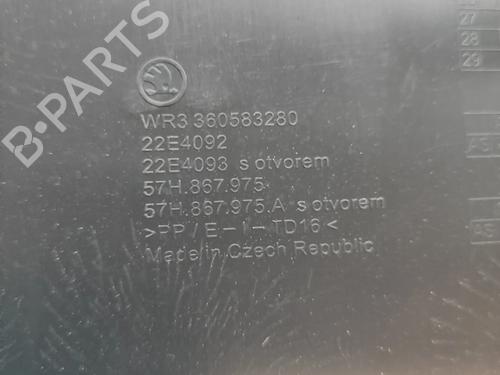 WR3 360583280
22E4092
22E4093 s otvorem
57H.867.975
57H.867.975.A s otvorem
>PP/E-I-TD16<
Made in Czech Republic
27
28
29